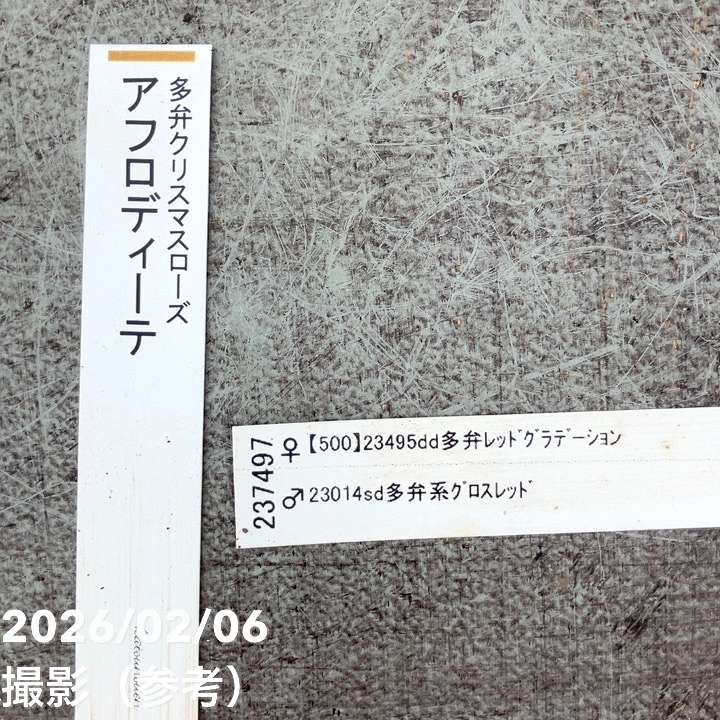 多弁クリスマスローズ
アフロディーテ
237497
♀【500】23495dd多弁レッドグラデーション
♂23014sd多弁系グロスレッド
2026/02/06
撮影（参考）